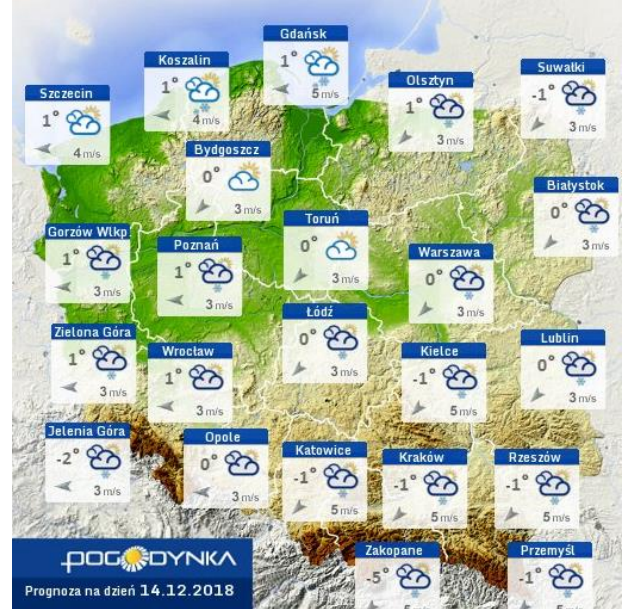 Gdańsk
1°
5 m/s
Koszalin
1°
4 m/s
Suwałki
-1°
3 m/s
Olsztyn
1°
3 m/s
Szczecin
1°
4 m/s
Bydgoszcz
0°
3 m/s
Białystok
0°
3 m/s
Toruń
0°
3 m/s
Gorzów Wlkp.
1°
3 m/s
Poznań
1°
3 m/s
Warszawa
0°
3 m/s
Łódź
0°
3 m/s
Zielona Góra
1°
3 m/s
Wrocław
1°
3 m/s
Kielce
-1°
5 m/s
Lublin
0°
3 m/s
Jelenia Góra
-2°
3 m/s
Opole
0°
3 m/s
Katowice
-1°
5 m/s
Kraków
-1°
5 m/s
Rzeszów
-1°
5 m/s
Zakopane
-5°
Przemyśl
-1°
POGODYNKA
Prognoza na dzień 14.12.2018